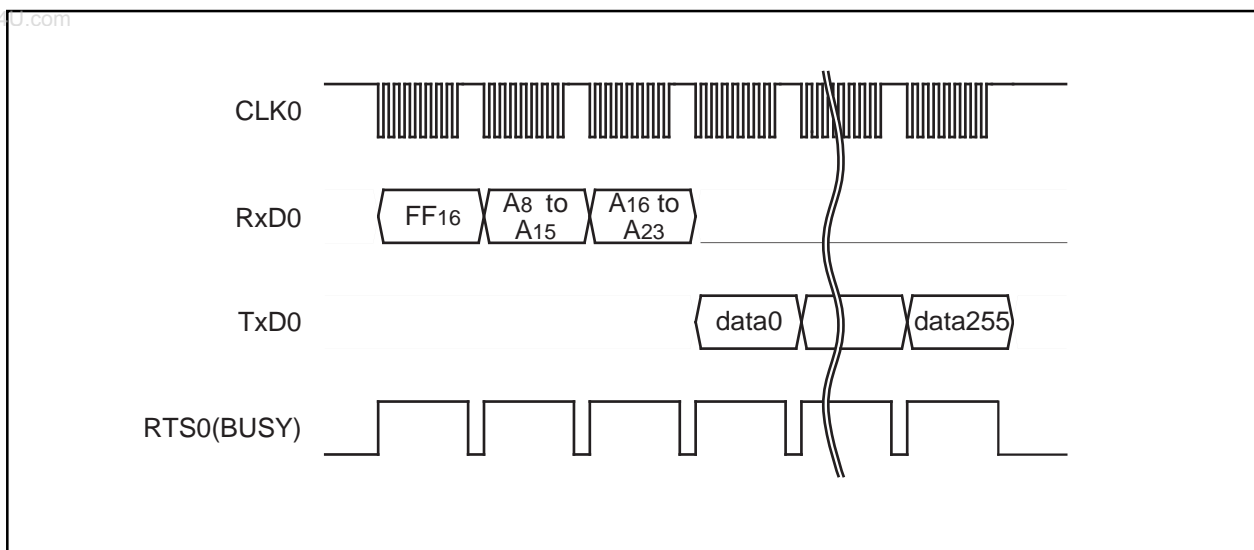 4U.com
CLK0
RxD0
FF16
A8 to
A15
A16 to
A23
TxD0
data0
data255
RTS0(BUSY)